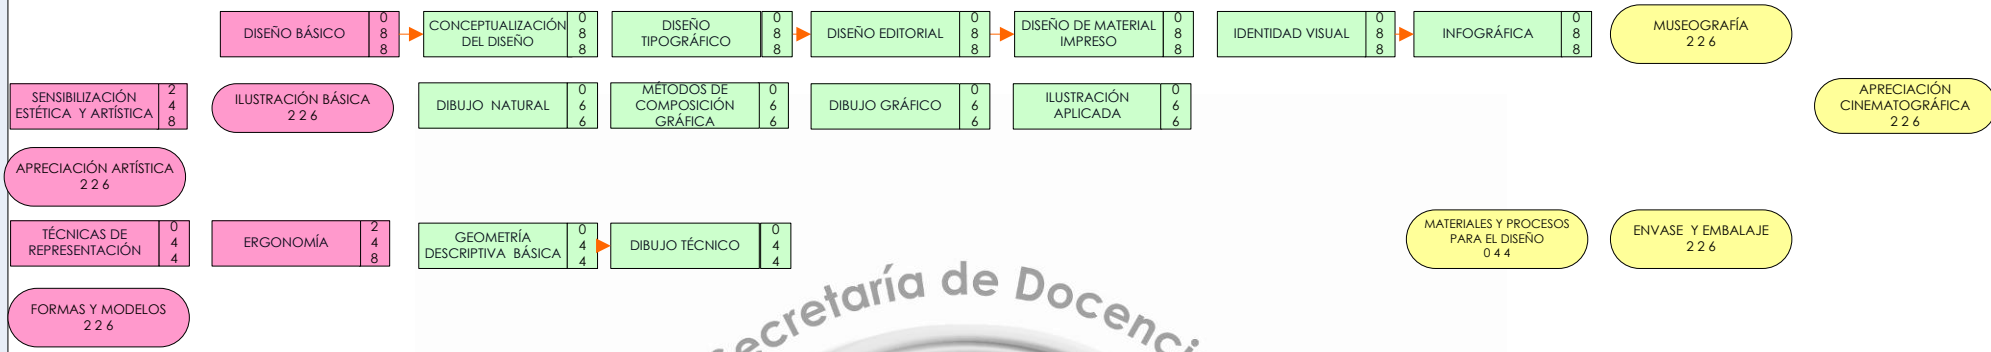 DISEÑO BÁSICO
0
8
8
CONCEPTUALIZACIÓN
DEL DISEÑO
0
8
8
DISEÑO
TIPOGRÁFICO
0
8
8
DISEÑO EDITORIAL
0
8
8
DISEÑO DE MATERIAL
IMPRESO
0
8
8
IDENTIDAD VISUAL
0
8
8
INFOGRÁFICA
0
8
8
MUSEOGRAFÍA
2 2 6
SENSIBILIZACIÓN
ESTÉTICA Y ARTÍSTICA
2
4
8
ILUSTRACIÓN BÁSICA
2 2 6
DIBUJO NATURAL
0
6
6
MÉTODOS DE
COMPOSICIÓN
GRÁFICA
0
6
6
DIBUJO GRÁFICO
0
6
6
ILUSTRACIÓN
APLICADA
0
6
6
APRECIACIÓN
CINEMATOGRÁFICA
2 2 6
APRECIACIÓN ARTÍSTICA
2 2 6
TÉCNICAS DE
REPRESENTACIÓN
0
4
4
ERGONOMÍA
2
4
8
GEOMETRÍA
DESCRIPTIVA BÁSICA
0
4
4
DIBUJO TÉCNICO
0
4
4
MATERIALES Y PROCESOS
PARA EL DISEÑO
0 4 4
ENVASE Y EMBALAJE
2 2 6
FORMAS Y MODELOS
2 2 6
ecretaría de Docenci